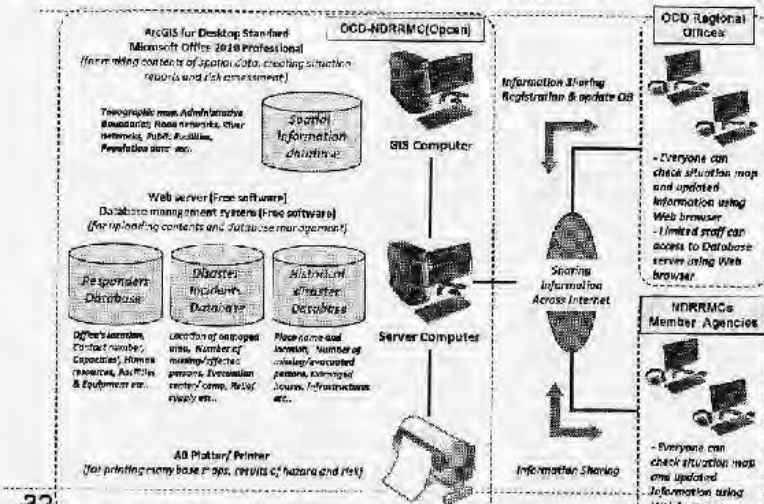 ArcGIS for Desktop Standard
Microsoft Office 2010 Professional
(for making contents of spatial data, creating situation
reports and risk assessment)
OCD-NDRRMC(Opcen)
Topographic map, Administrative
Boundaries, Road networks, River
networks, Public Facilities,
Population data etc..
Spatial
Information
database
GIS Computer
Web server (Free software)
Database management system (Free software)
(for uploading contents and database management)
Responders
Database
Disaster
Incidents
Database
Historical
disaster
Database
Office's location,
Contact number,
Capacities, Human
resources, Facilities
& Equipment etc..
Location of damaged
area, Number of
missing/affected
persons, Evacuation
center/camp, Relief
supply etc..
Place name and
location, Number of
missing/evacuated
persons, Damaged
houses, Infrastructures
etc..
Server Computer
A0 Plotter/ Printer
(for printing many base maps, results of hazard and risk)
Information Sharing
Registration & update DB
Sharing
Information
Across Internet
Information Sharing
OCD Regional
Offices
- Everyone can
check situation map
and updated
information using
Web browser
- Limited staff can
access to Database
server using Web
browser
NDRRMCs
Member Agencies
- Everyone can
check situation map
and updated
information using
32